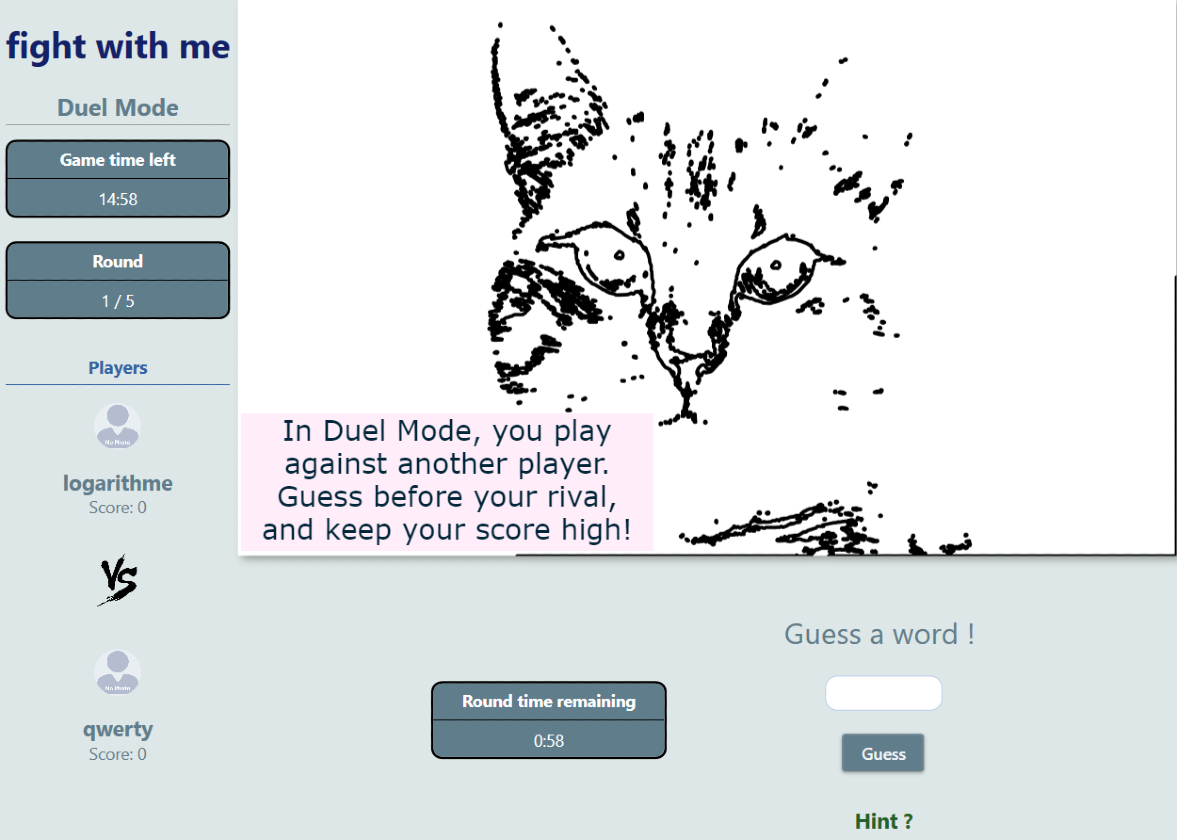 fight with me
Duel Mode
Game time left
14:58
Round
1 / 5
Players
No Photo
logarithme
Score: 0
VS
No Photo
qwerty
Score: 0
In Duel Mode, you play
against another player.
Guess before your rival,
and keep your score high!
Round time remaining
0:58
Guess a word !
Guess
Hint ?